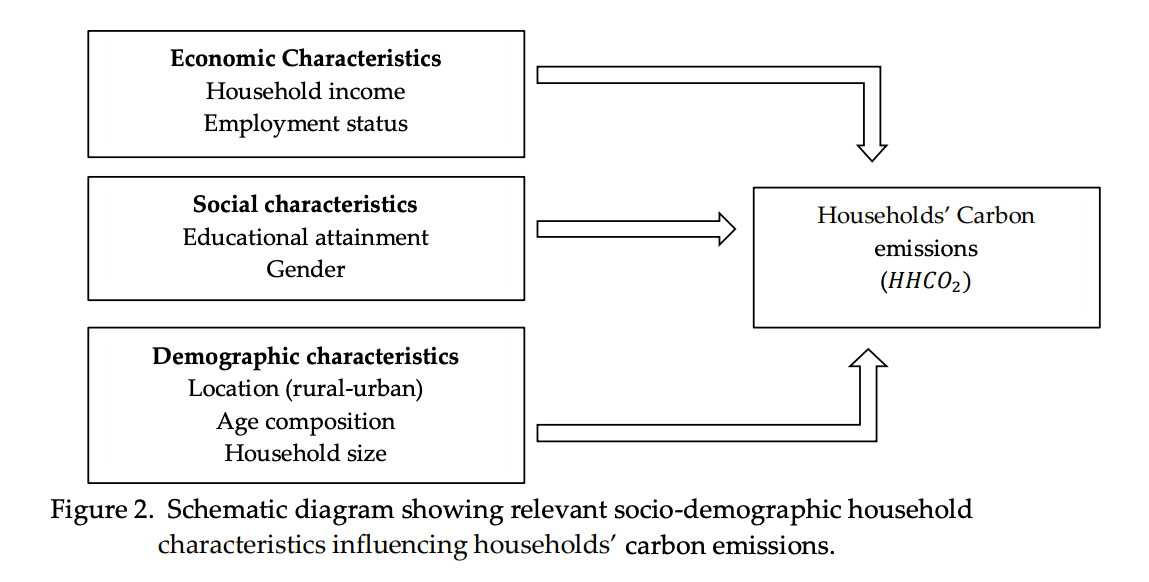 Economic Characteristics
Household income
Employment status
Social characteristics
Educational attainment
Gender
Households’ Carbon
emissions
(HHCO₂)
Demographic characteristics
Location (rural-urban)
Age composition
Household size
Figure 2.  Schematic diagram showing relevant socio-demographic household
characteristics influencing households’ carbon emissions.